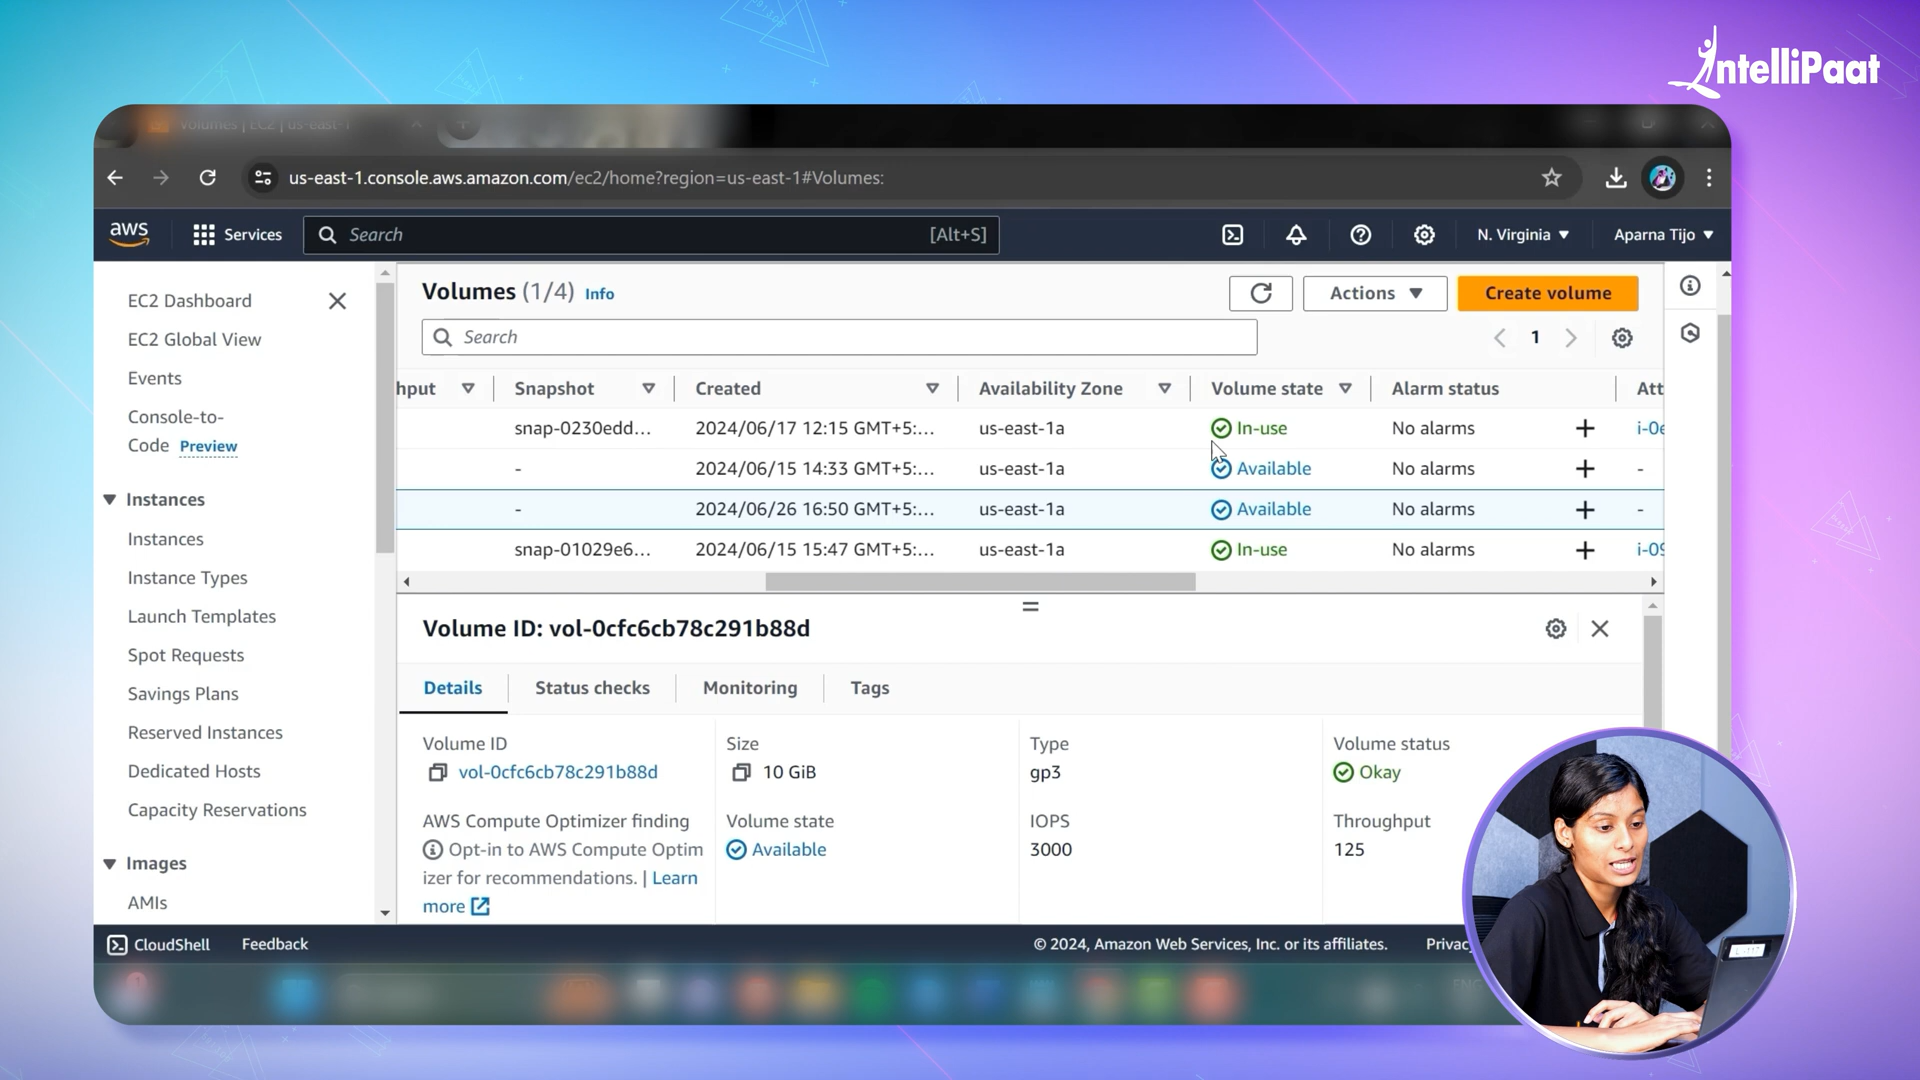 IntelliPaat
Volumes | EC2 | us-east-1
us-east-1.console.aws.amazon.com/ec2/home?region=us-east-1#Volumes:
aws Services Search [Alt+S] N. Virginia Aparna Tijo
EC2 Dashboard
EC2 Global View
Events
Console-to-
Code Preview
Instances
Instances
Instance Types
Launch Templates
Spot Requests
Savings Plans
Reserved Instances
Dedicated Hosts
Capacity Reservations
Images
AMIs
Volumes (1/4) Info Actions Create volume
Search 1
hput Snapshot Created Availability Zone Volume state Alarm status Att
snap-0230edd... 2024/06/17 12:15 GMT+5:... us-east-1a In-use No alarms + i-0e
- 2024/06/15 14:33 GMT+5:... us-east-1a Available No alarms + -
- 2024/06/26 16:50 GMT+5:... us-east-1a Available No alarms + -
snap-01029e6... 2024/06/15 15:47 GMT+5:... us-east-1a In-use No alarms + i-09
Volume ID: vol-0cfc6cb78c291b88d
Details Status checks Monitoring Tags
Volume ID
vol-0cfc6cb78c291b88d
Size
10 GiB
Type
gp3
Volume status
Okay
AWS Compute Optimizer finding
Opt-in to AWS Compute Optim
izer for recommendations. | Learn
more
Volume state
Available
IOPS
3000
Throughput
125
CloudShell Feedback © 2024, Amazon Web Services, Inc. or its affiliates. Privac
ENG